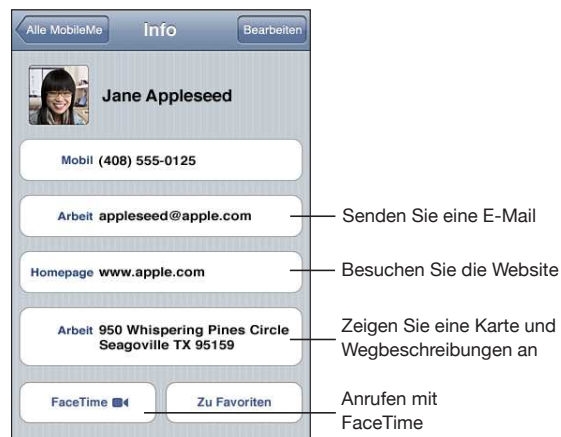 Alle MobileMe Info Bearbeiten
Jane Appleseed
Mobil (408) 555-0125
Arbeit appleseed@apple.com
Senden Sie eine E-Mail
Homepage www.apple.com
Besuchen Sie die Website
Arbeit 950 Whispering Pines Circle
Seagoville TX 95159
Zeigen Sie eine Karte und
Wegbeschreibungen an
FaceTime
Zu Favoriten
Anrufen mit
FaceTime